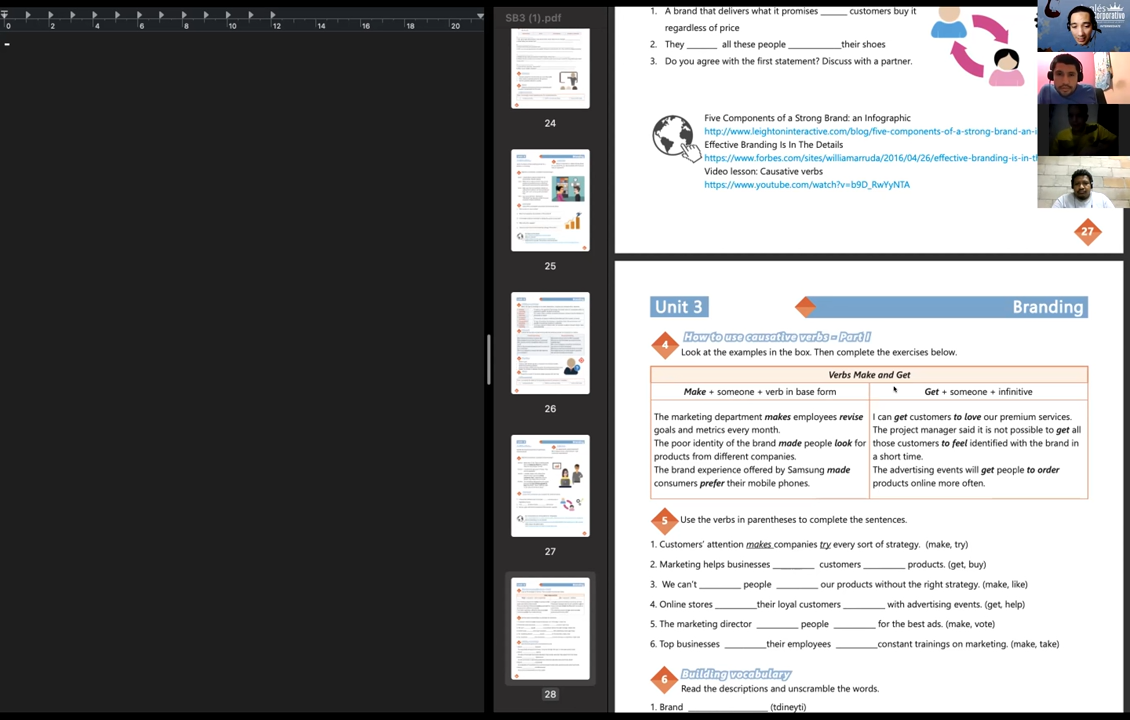 0 2 4 6 8 10 12 14 16 18 20
-
SB3 (1).pdf
24
25
26
27
28
1. A brand that delivers what it promises _____ customers buy it
regardless of price
2. They ______ all these people __________their shoes
3. Do you agree with the first statement? Discuss with a partner.
Five Components of a Strong Brand: an Infographic
http://www.leightoninteractive.com/blog/five-components-of-a-strong-brand-an-i
Effective Branding Is In The Details
https://www.forbes.com/sites/williamarruda/2016/04/26/effective-branding-is-in-t
Video lesson: Causative verbs
https://www.youtube.com/watch?v=b9D_RwYyNTA
27
Unit 3 Branding
4 How to use causative verbs - Part I
Look at the examples in the box. Then complete the exercises below.
Verbs Make and Get
Make + someone + verb in base form
Get + someone + infinitive
The marketing department makes employees revise
goals and metrics every month.
The poor identity of the brand made people look for
products from different companies.
The brand experience offered by Samsung made
consumers prefer their mobile phones.
I can get customers to love our premium services.
The project manager said it is not possible to get all
those customers to feel identified with the brand in
a short time.
The advertising events will get people to order
products online more often.
5 Use the verbs in parentheses to complete the sentences.
1. Customers' attention makes companies try every sort of strategy. (make, try)
2. Marketing helps businesses ________ customers ________ products. (get, buy)
3. We can't________ people ________ our products without the right strategy. (make, like)
4. Online stores ________their loyal customers ________ with advertising events. (get, help)
5. The marketing director ________ people ________ for the best ads. (make, vote)
6. Top businesses ________their employees ________constant trainings on marketing. (make, take)
6 Building vocabulary
Read the descriptions and unscramble the words.
1. Brand ________________ (tdineyti)